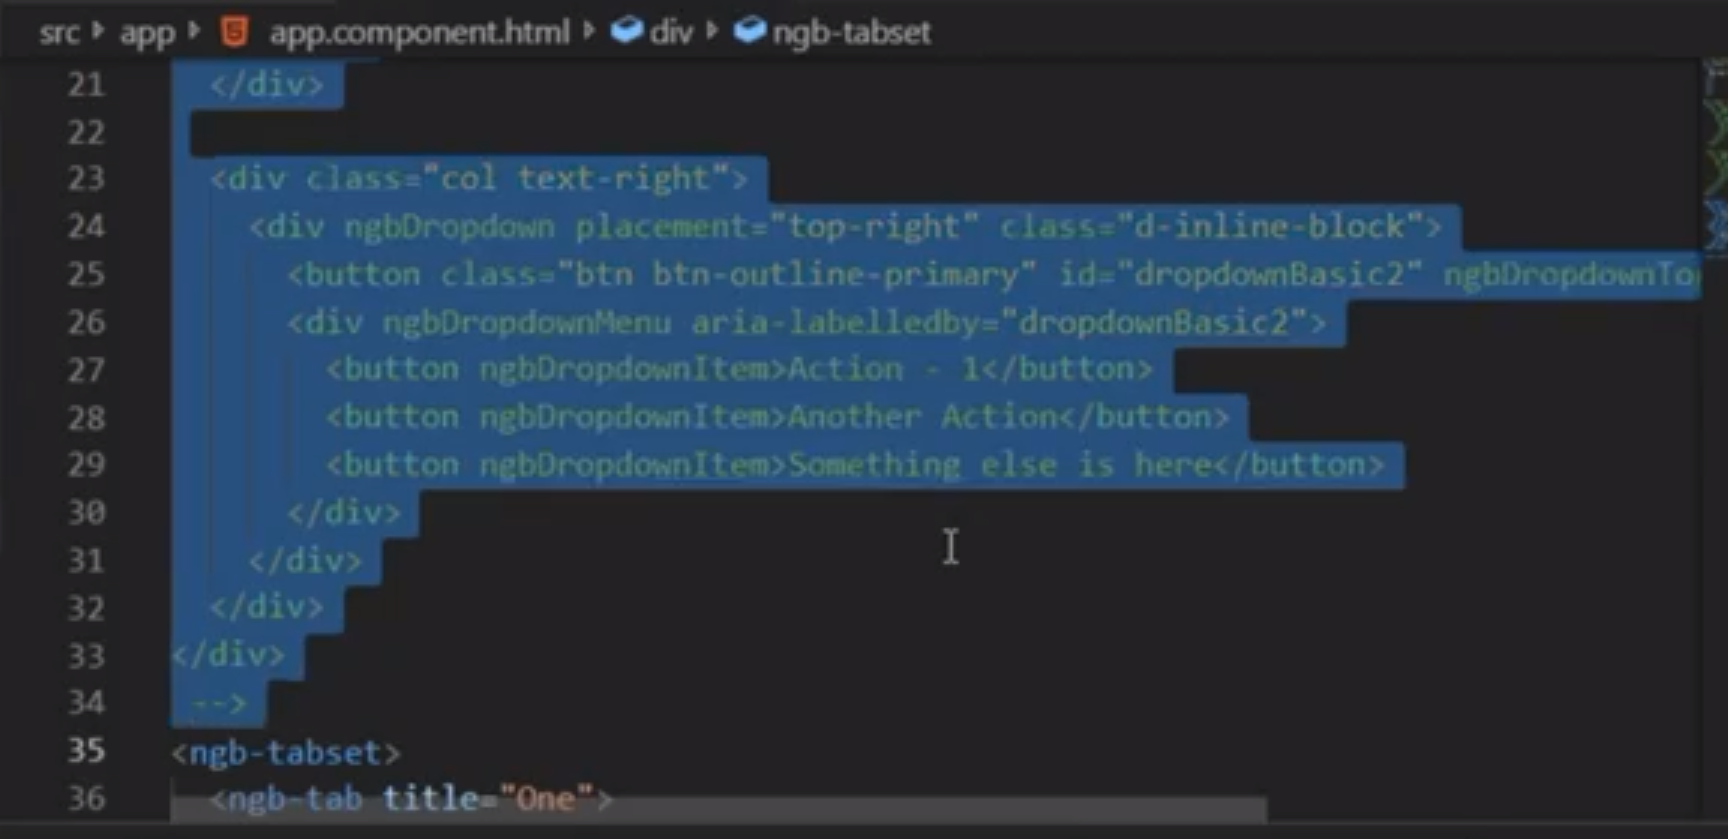 src app app.component.html div ngb-tabset
21 </div>
22
23 <div class="col text-right">
24 <div ngbDropdown placement="top-right" class="d-inline-block">
25 <button class="btn btn-outline-primary" id="dropdownBasic2"
26 <div ngbDropdownMenu aria-labelledby="dropdownBasic2">
27 <button ngbDropdownItem>Action - 1</button>
28 <button ngbDropdownItem>Another Action</button>
29 <button ngbDropdownItem>Something else is here</button>
30 </div>
31 </div>
32 </div>
33 </div>
34 -->
35 <ngb-tabset>
36 <ngb-tab title="One">